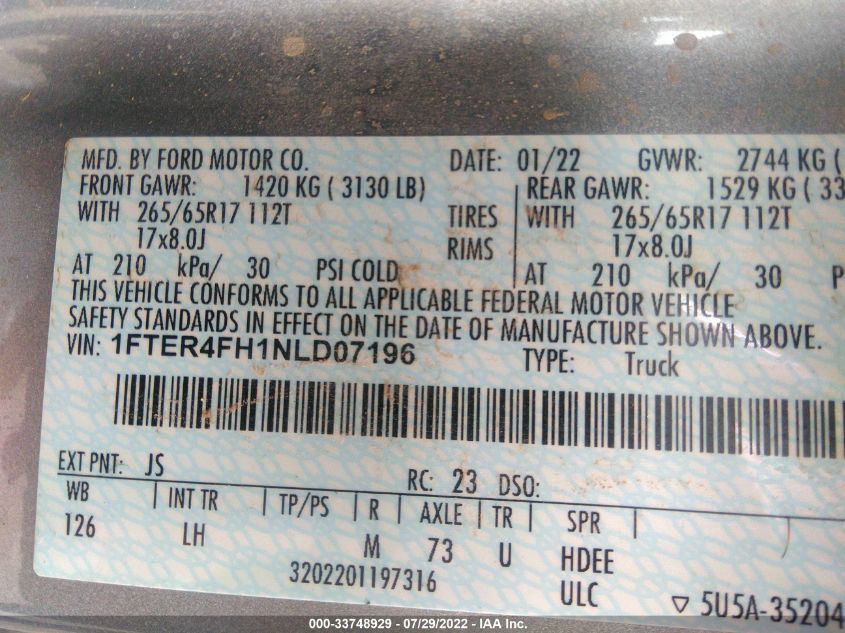 MFD. BY FORD MOTOR CO. DATE: 01/22 GVWR: 2744 KG (
FRONT GAWR: 1420 KG ( 3130 LB) REAR GAWR: 1529 KG ( 33
WITH 265/65R17 112T TIRES WITH 265/65R17 112T
17x8.0J RIMS 17x8.0J
AT 210 kPa/ 30 PSI COLD AT 210 kPa/ 30 P
THIS VEHICLE CONFORMS TO ALL APPLICABLE FEDERAL MOTOR VEHICLE
SAFETY STANDARDS IN EFFECT ON THE DATE OF MANUFACTURE SHOWN ABOVE.
VIN: 1FTER4FH1NLD07196 TYPE: Truck
EXT PNT: JS RC: 23 DSO:
WB INT TR TP/PS R AXLE TR SPR
126 LH M 73 U HDEE
3202201197316 ULC ▽ 5U5A-35204
000-33748929 - 07/29/2022 - IAA Inc.